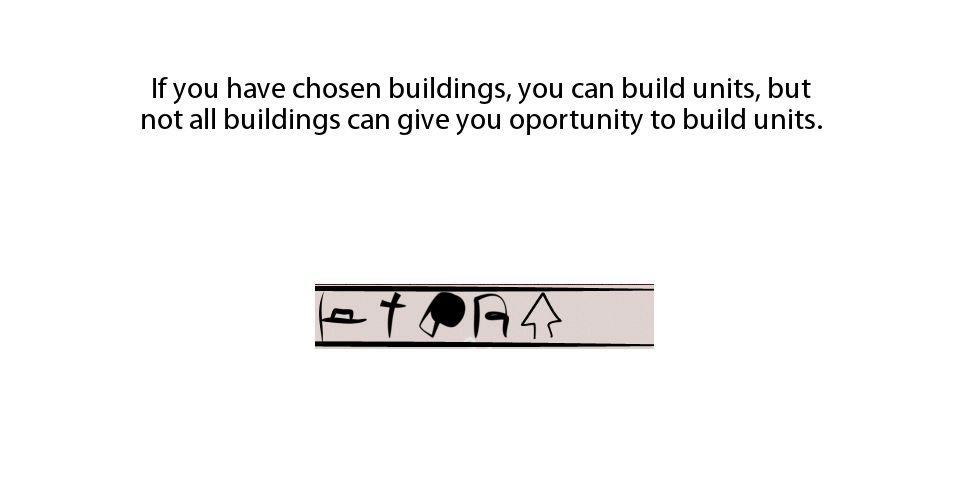 If you have chosen buildings, you can build units, but
not all buildings can give you oportunity to build units.